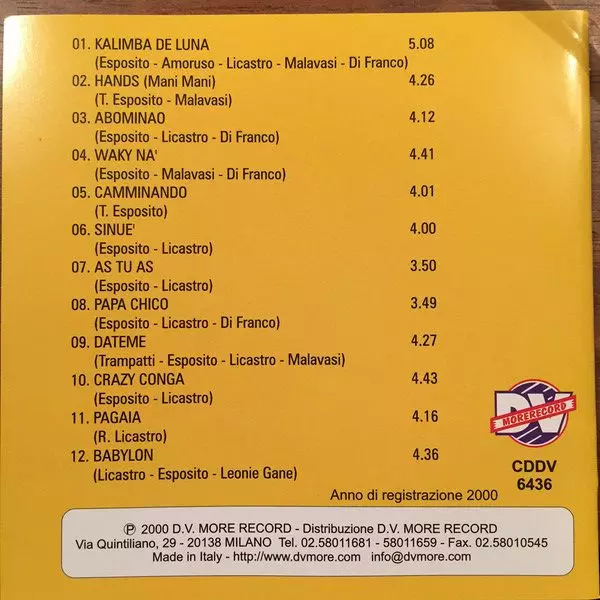 01. KALIMBA DE LUNA 5.08
(Esposito - Amoruso - Licastro - Malavasi - Di Franco)
02. HANDS (Mani Mani) 4.26
(T. Esposito - Malavasi)
03. ABOMINAO 4.12
(Esposito - Licastro - Di Franco)
04. WAKY NA' 4.41
(Esposito - Malavasi - Di Franco)
05. CAMMINANDO 4.01
(T. Esposito)
06. SINUE' 4.00
(Esposito - Licastro)
07. AS TU AS 3.50
(Esposito - Licastro)
08. PAPA CHICO 3.49
(Esposito - Licastro - Di Franco)
09. DATEME 4.27
(Trampatti - Esposito - Licastro - Malavasi)
10. CRAZY CONGA 4.43
(Esposito - Licastro)
11. PAGAIA 4.16
(R. Licastro)
12. BABYLON 4.36
(Licastro - Esposito - Leonie Gane)
DV
MORERECORD
CDDV
6436
Anno di registrazione 2000
℗ 2000 D.V. MORE RECORD - Distribuzione D.V. MORE RECORD
Via Quintiliano, 29 - 20138 MILANO Tel. 02.58011681 - 58011659 - Fax. 02.58010545
Made in Italy - http://www.dvmore.com info@dvmore.com